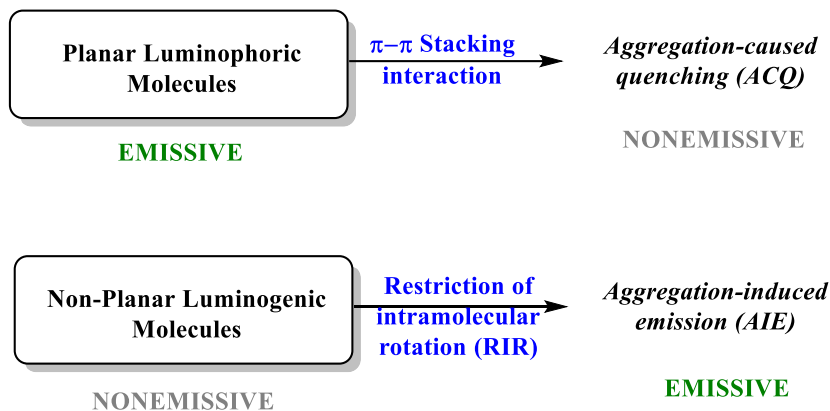 Planar Luminophoric
Molecules
π–π Stacking
interaction
Aggregation-caused
quenching (ACQ)
EMISSIVE
NONEMISSIVE
Non-Planar Luminogenic
Molecules
Restriction of
intramolecular
rotation (RIR)
Aggregation-induced
emission (AIE)
NONEMISSIVE
EMISSIVE